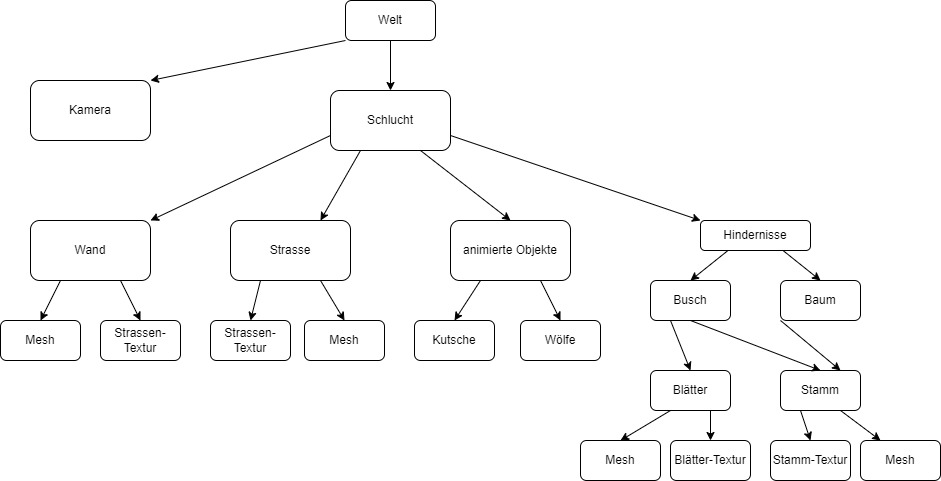 Welt
Kamera
Schlucht
Wand
Strasse
animierte Objekte
Hindernisse
Busch
Baum
Mesh
Strassen-
Textur
Strassen-
Textur
Mesh
Kutsche
Wölfe
Blätter
Stamm
Mesh
Blätter-Textur
Stamm-Textur
Mesh